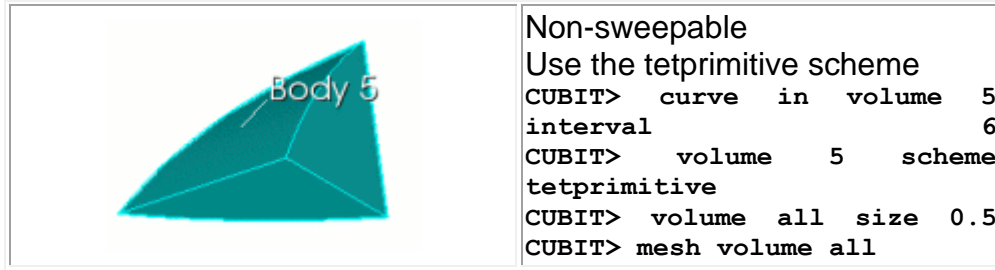 Body 5
Non-sweepable
Use the tetprimitive scheme
CUBIT> curve in volume 5
interval 6
CUBIT> volume 5 scheme
tetprimitive
CUBIT> volume all size 0.5
CUBIT> mesh volume all